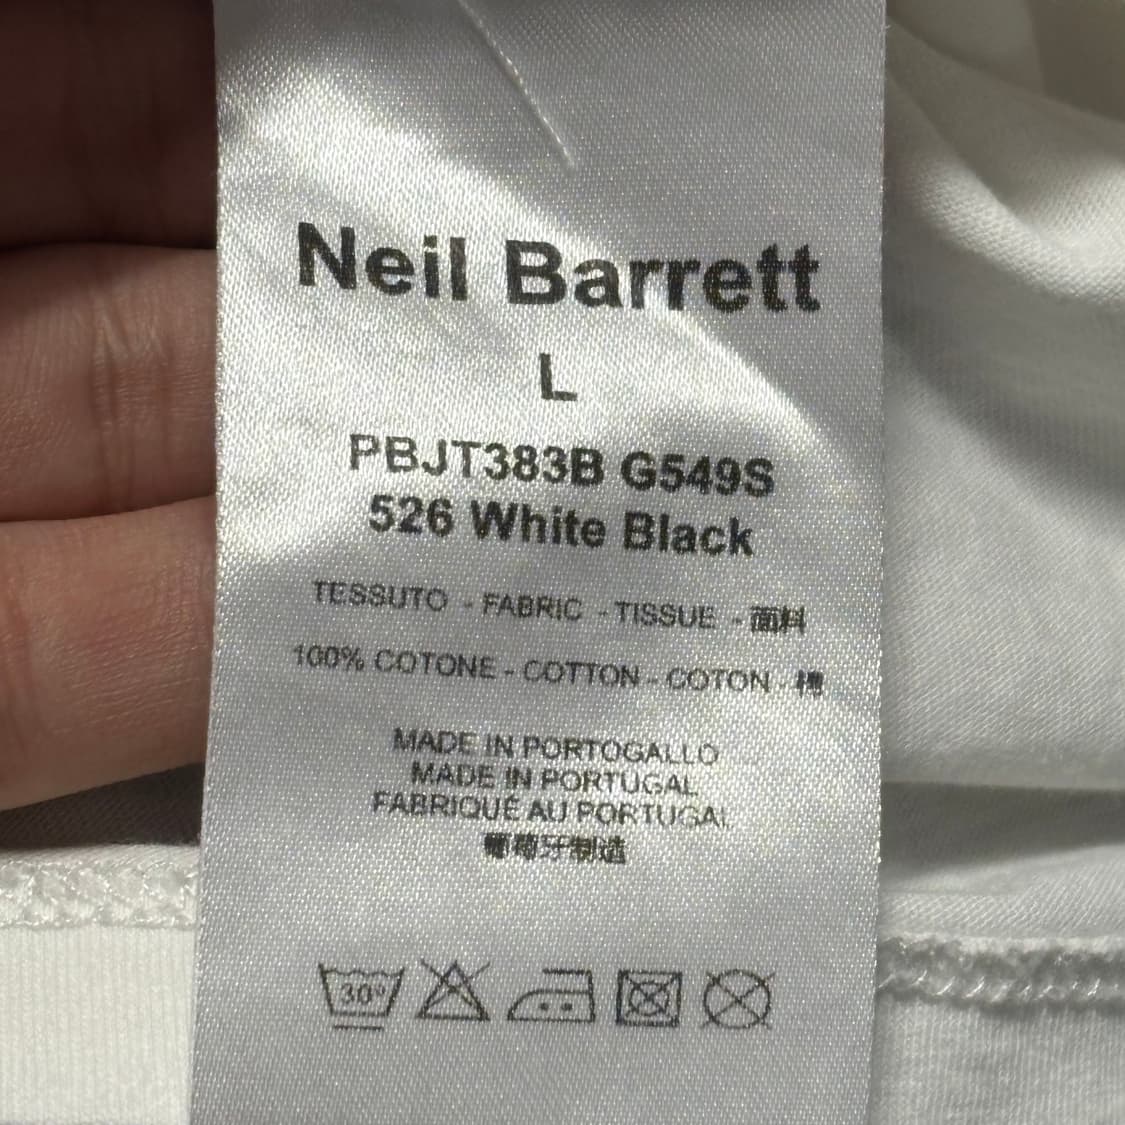 Neil Barrett
L
PBJT383B G549S
526 White Black
TESSUTO - FABRIC - TISSUE - 面料
100% COTONE - COTTON - COTON - 棉
MADE IN PORTOGALLO
MADE IN PORTUGAL
FABRIQUÉ AU PORTUGAL
葡萄牙制造
30°